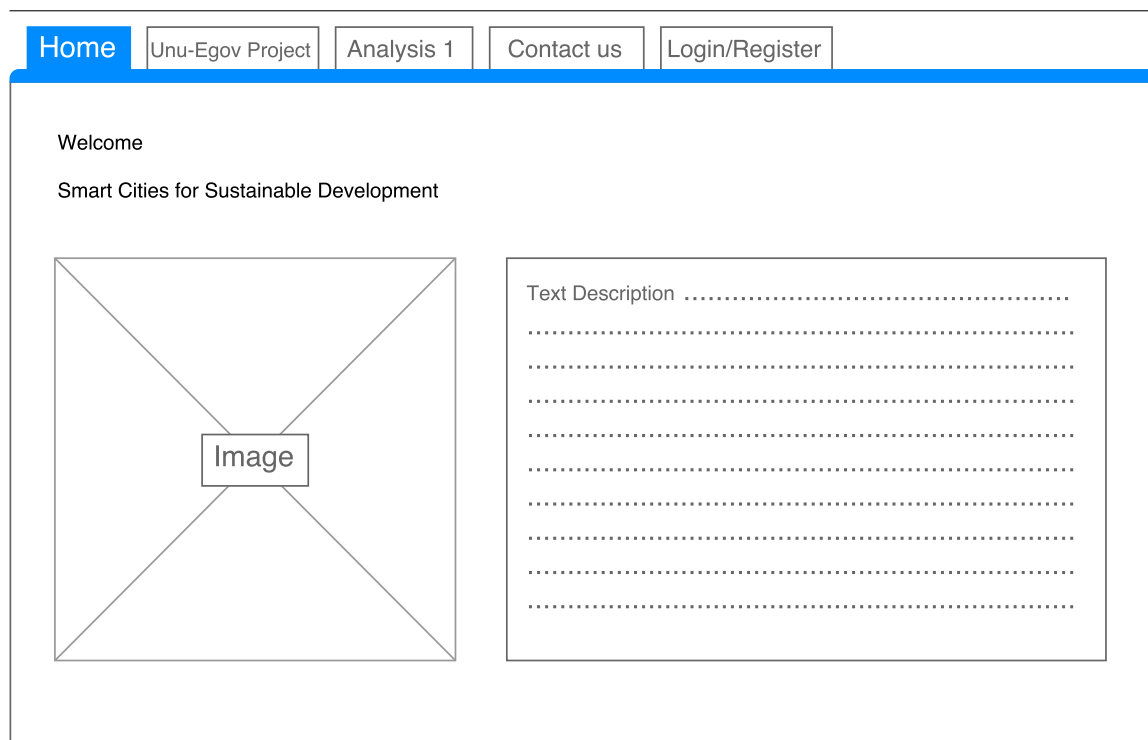 Home
Unu-Egov Project
Analysis 1
Contact us
Login/Register
Welcome
Smart Cities for Sustainable Development
Image
Text Description